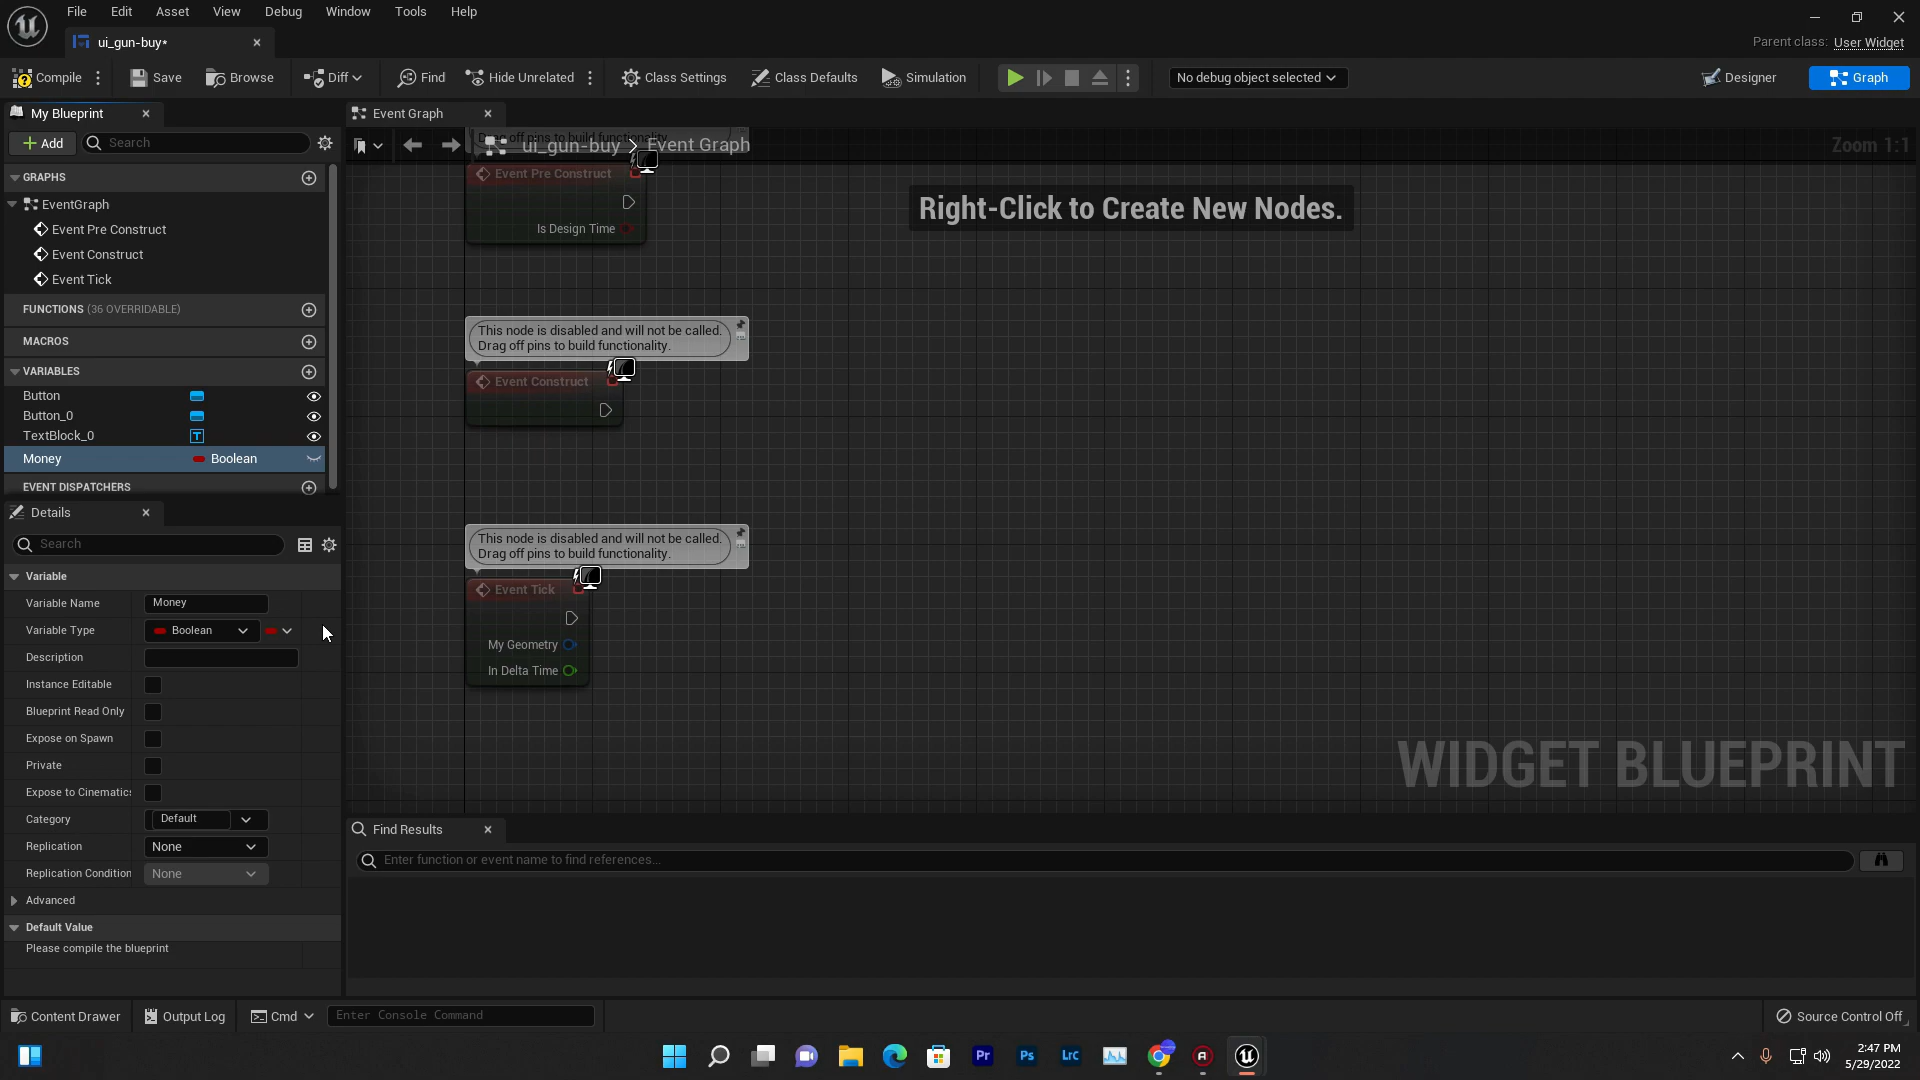 File Edit Asset View Debug Window Tools Help
ui_gun-buy*
Parent class: User Widget
Compile Save Browse Diff Find Hide Unrelated Class Settings Class Defaults Simulation No debug object selected Designer Graph
My Blueprint
Event Graph
Add Search
ui_gun-buy > Event Graph
Zoom 1:1
Drag off pins to build functionality.
GRAPHS
EventGraph
Event Pre Construct
Event Construct
Event Tick
FUNCTIONS (36 OVERRIDABLE)
MACROS
VARIABLES
Button
Button_0
TextBlock_0
Money Boolean
EVENT DISPATCHERS
Event Pre Construct
Is Design Time
Right-Click to Create New Nodes.
This node is disabled and will not be called.
Drag off pins to build functionality.
Event Construct
This node is disabled and will not be called.
Drag off pins to build functionality.
Event Tick
My Geometry
In Delta Time
WIDGET BLUEPRINT
Details
Search
Variable
Variable Name Money
Variable Type Boolean
Description
Instance Editable
Blueprint Read Only
Expose on Spawn
Private
Expose to Cinematics
Category Default
Replication None
Replication Condition None
Advanced
Default Value
Please compile the blueprint
Find Results
Enter function or event name to find references...
Content Drawer Output Log Cmd Enter Console Command Source Control Off
Pr Ps LrC
2:47 PM
5/29/2022